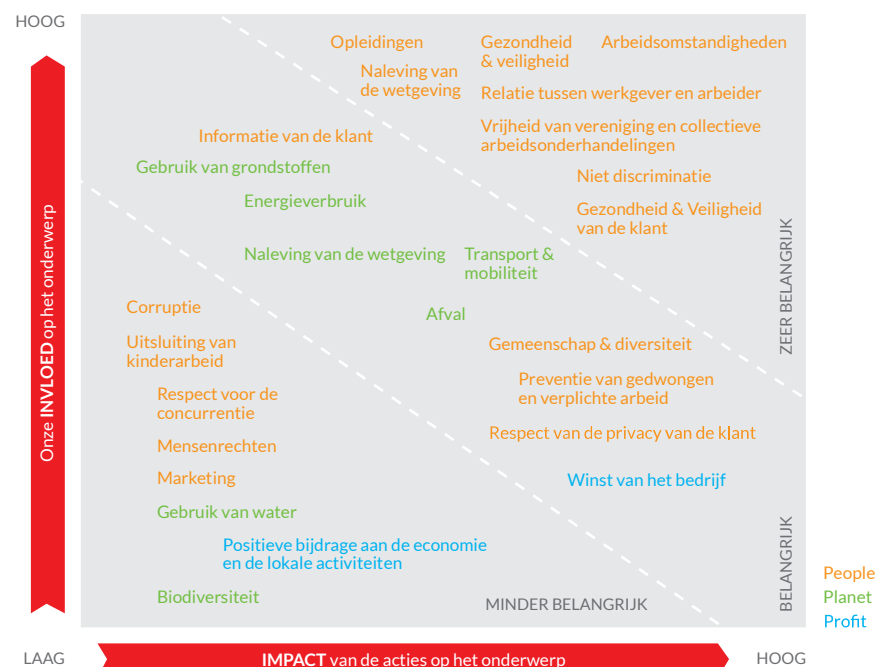 HOOG
Opleidingen
Gezondheid
& veiligheid
Arbeidsomstandigheden
Naleving van
de wetgeving
Relatie tussen werkgever en arbeider
Vrijheid van vereniging en collectieve
arbeidsonderhandelingen
Informatie van de klant
Gebruik van grondstoffen
Niet discriminatie
Energieverbruik
Gezondheid & Veiligheid
van de klant
Naleving van de wetgeving
Transport &
mobiliteit
ZEER BELANGRIJK
Onze INVLOED op het onderwerp
Corruptie
Afval
Uitsluiting van
kinderarbeid
Gemeenschap & diversiteit
Preventie van gedwongen
en verplichte arbeid
Respect voor de
concurrentie
Respect van de privacy van de klant
Mensenrechten
Marketing
Winst van het bedrijf
Gebruik van water
Positieve bijdrage aan de economie
en de lokale activiteiten
BELANGRIJK
Biodiversiteit
MINDER BELANGRIJK
People
Planet
Profit
LAAG
IMPACT van de acties op het onderwerp
HOOG